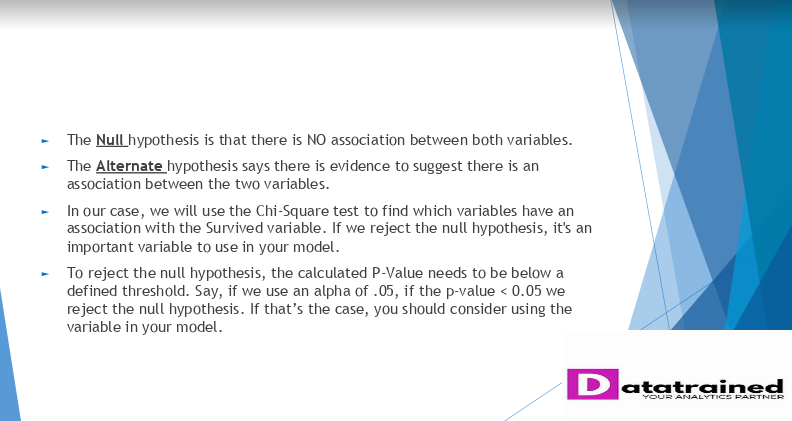 ► The Null hypothesis is that there is NO association between both variables.
► The Alternate hypothesis says there is evidence to suggest there is an
association between the two variables.
► In our case, we will use the Chi-Square test to find which variables have an
association with the Survived variable. If we reject the null hypothesis, it's an
important variable to use in your model.
► To reject the null hypothesis, the calculated P-Value needs to be below a
defined threshold. Say, if we use an alpha of .05, if the p-value < 0.05 we
reject the null hypothesis. If that’s the case, you should consider using the
variable in your model.
Datatrained
YOUR ANALYTICS PARTNER